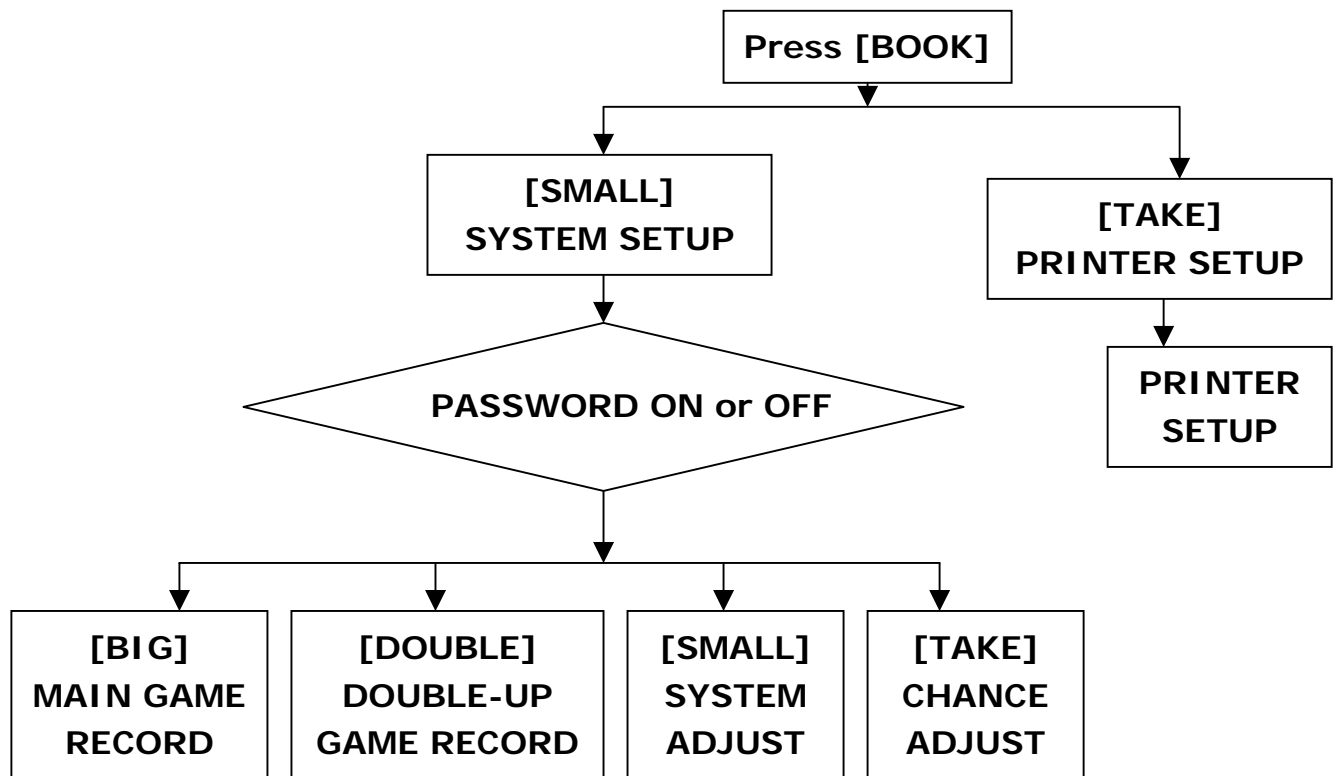 Press [BOOK]
[SMALL]
SYSTEM SETUP
[TAKE]
PRINTER SETUP
PRINTER
SETUP
PASSWORD ON or OFF
[BIG]
MAIN GAME
RECORD
[DOUBLE]
DOUBLE-UP
GAME RECORD
[SMALL]
SYSTEM
ADJUST
[TAKE]
CHANCE
ADJUST